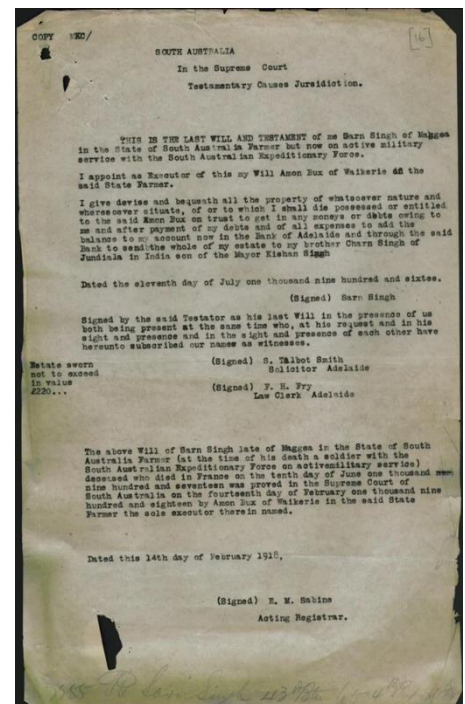 COPY WKC/
[16]
SOUTH AUSTRALIA
In the Supreme Court
Testamentary Causes Jursidiction.
THIS IS THE LAST WILL AND TESTAMENT of me Sarn Singh of Maggea
in the State of South Australia Farmer but now on active military
service with the South Australian Expeditionary Force.
I appoint as Executor of this my Will Amon Bux of Waikerie in the
said State Farmer.
I give devise and bequeath all the property of whatsoever nature and
wheresoever situate, of or to which I shall die possessed or entitled
to the said Amon Bux on trust to get in any moneys or debts owing to
me and after payment of my debts and of all expenses to add the
balance to my account now in the Bank of Adelaide and through the said
Bank to send the whole of my estate to my brother Charn Singh of
Jundiala in India son of the Mayor Kishan Singh
Dated the eleventh day of July one thousand nine hundred and sixteen.
(Signed) Sarn Singh
Signed by the said Testator as his last Will in the presence of us
both being present at the same time who, at his request and in his
sight and presence and in the sight and presence of each other have
hereunto subscribed our names as witnesses.
Estate sworn
not to exceed
in value
£220...
(Signed) S. Talbot Smith
Solicitor Adelaide
(Signed) F. H. Fry
Law Clerk Adelaide
The above Will of Sarn Singh late of Maggea in the State of South
Australia Farmer (at the time of his death a soldier with the
South Australian Expeditionary Force on activemilitary service)
deceased who died in France on the tenth day of June one thousand
nine hundred and seventeen was proved in the Supreme Court of
South Australia on the fourteenth day of February one thousand nine
hundred and eighteen by Amon Bux of Waikerie in the said State
Farmer the sole executor therein named.
Dated this 14th day of February 1918.
(Signed) E. M. Sabine
Acting Registrar.
Sarn Singh 43rd Btn